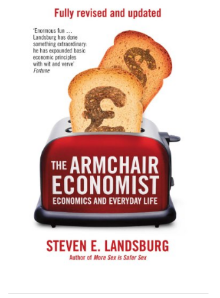 Fully revised and updated
'Enormous fun ...
Landsburg has done
something extraordinary:
he has expounded basic
economic principles
with wit and verve'
Fortune
£
£
THE ARMCHAIR
ECONOMIST
ECONOMICS AND EVERYDAY LIFE
STEVEN E. LANDSBURG
Author of More Sex is Safer Sex